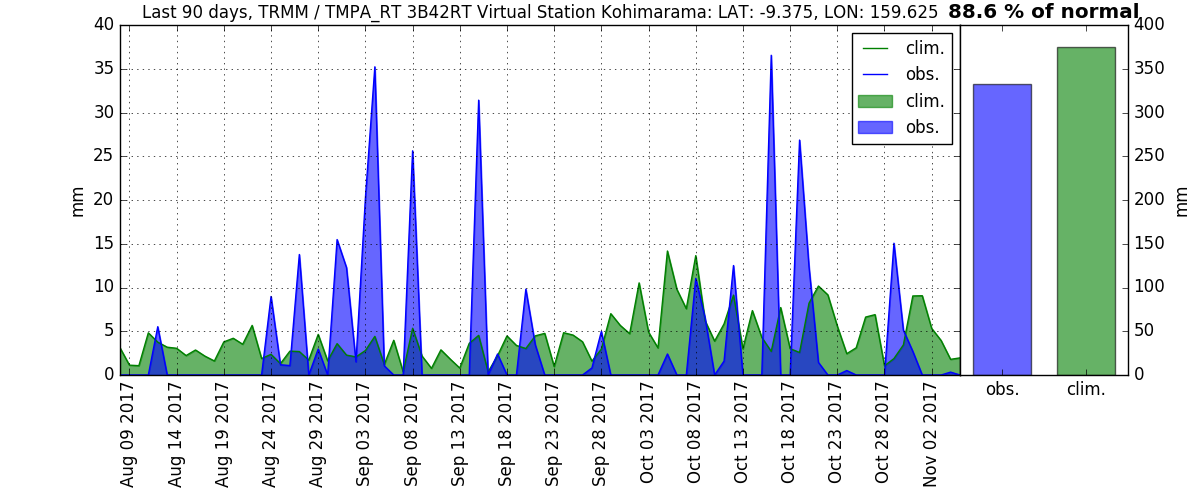 Last 90 days, TRMM / TMPA_RT 3B42RT Virtual Station Kohimarama: LAT: -9.375, LON: 159.625 88.6 % of normal
40
35
30
25
20
15
10
5
0
mm
clim.
obs.
clim.
obs.
400
350
300
250
200
150
100
50
0
mm
Aug 09 2017
Aug 14 2017
Aug 19 2017
Aug 24 2017
Aug 29 2017
Sep 03 2017
Sep 08 2017
Sep 13 2017
Sep 18 2017
Sep 23 2017
Sep 28 2017
Oct 03 2017
Oct 08 2017
Oct 13 2017
Oct 18 2017
Oct 23 2017
Oct 28 2017
Nov 02 2017
obs. clim.